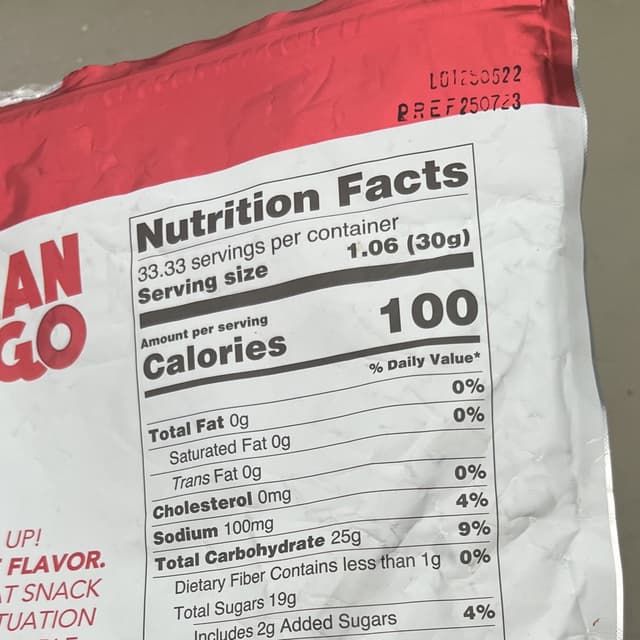 LOT250522
PREF250723
Nutrition Facts
33.33 servings per container
Serving size 1.06 (30g)
Amount per serving
Calories 100
% Daily Value*
Total Fat 0g 0%
Saturated Fat 0g 0%
Trans Fat 0g
Cholesterol 0mg 0%
Sodium 100mg 4%
Total Carbohydrate 25g 9%
Dietary Fiber Contains less than 1g 0%
Total Sugars 19g
Includes 2g Added Sugars 4%
AN
GO
UP!
FLAVOR.
AT SNACK
TUATION